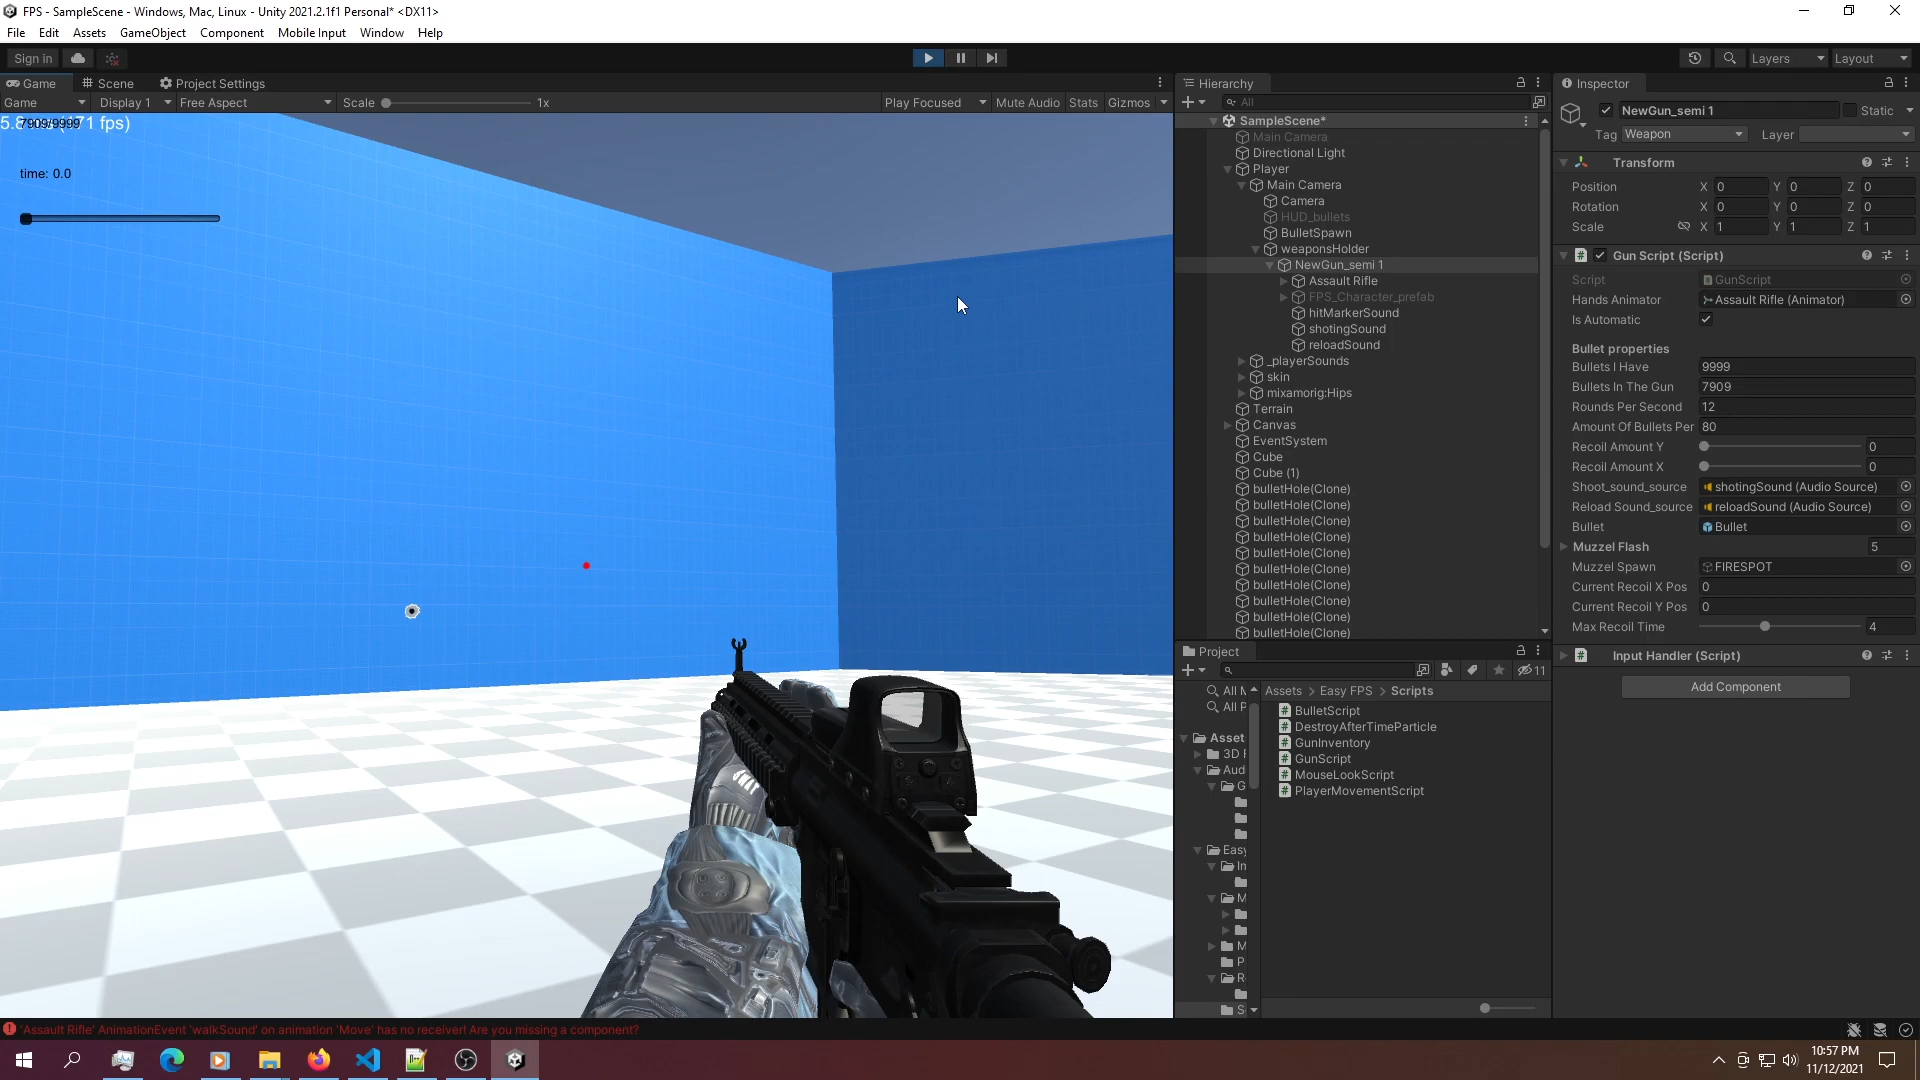 FPS - SampleScene - Windows, Mac, Linux - Unity 2021.2.1f1 Personal* <DX11>
File Edit Assets GameObject Component Mobile Input Window Help
Sign in
Layers
Layout
Game
Scene
Project Settings
Game
Display 1
Free Aspect
Scale
1x
Play Focused
Mute Audio
Stats
Gizmos
7909/9999
time: 0.0
Hierarchy
All
SampleScene*
Main Camera
Directional Light
Player
Main Camera
Camera
HUD_bullets
BulletSpawn
weaponsHolder
NewGun_semi 1
Assault Rifle
FPS_Character_prefab
hitMarkerSound
shotingSound
reloadSound
_playerSounds
skin
mixamorig:Hips
Terrain
Canvas
EventSystem
Cube
Cube (1)
bulletHole(Clone)
bulletHole(Clone)
bulletHole(Clone)
bulletHole(Clone)
bulletHole(Clone)
bulletHole(Clone)
bulletHole(Clone)
bulletHole(Clone)
bulletHole(Clone)
bulletHole(Clone)
Project
11
All M
All P
Asset
3D F
Aud
G
Easy
In
M
M
P
R
S
Assets > Easy FPS > Scripts
BulletScript
DestroyAfterTimeParticle
GunInventory
GunScript
MouseLookScript
PlayerMovementScript
Inspector
NewGun_semi 1
Static
Tag Weapon
Layer
Transform
Position X 0 Y 0 Z 0
Rotation X 0 Y 0 Z 0
Scale X 1 Y 1 Z 1
Gun Script (Script)
Script GunScript
Hands Animator Assault Rifle (Animator)
Is Automatic
Bullet properties
Bullets I Have 9999
Bullets In The Gun 7909
Rounds Per Second 12
Amount Of Bullets Per 80
Recoil Amount Y 0
Recoil Amount X 0
Shoot_sound_source shotingSound (Audio Source)
Reload Sound_source reloadSound (Audio Source)
Bullet Bullet
Muzzel Flash 5
Muzzel Spawn FIRESPOT
Current Recoil X Pos 0
Current Recoil Y Pos 0
Max Recoil Time 4
Input Handler (Script)
Add Component
'Assault Rifle' AnimationEvent 'walkSound' on animation 'Move' has no receiver! Are you missing a component?
10:57 PM
11/12/2021